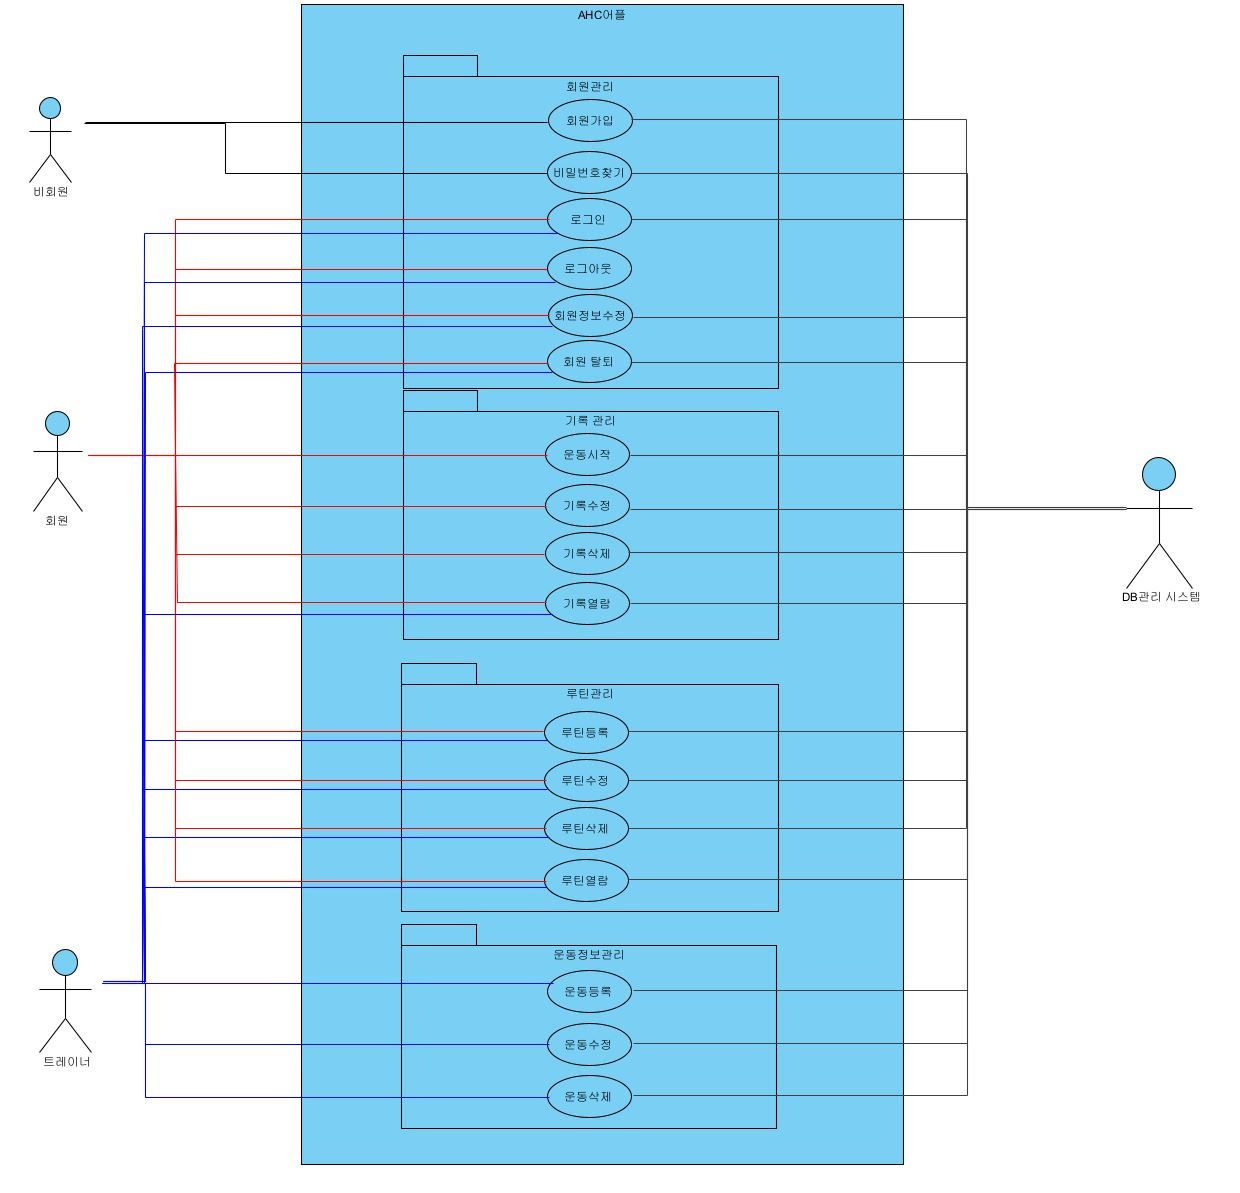 AHC어플
회원관리
회원가입
비밀번호찾기
비회원
로그인
로그아웃
회원정보수정
회원 탈퇴
기록 관리
운동시작
기록수정
회원
기록삭제
기록열람
DB관리 시스템
루틴관리
루틴등록
루틴수정
루틴삭제
루틴열람
운동정보관리
운동등록
운동수정
트레이너
운동삭제